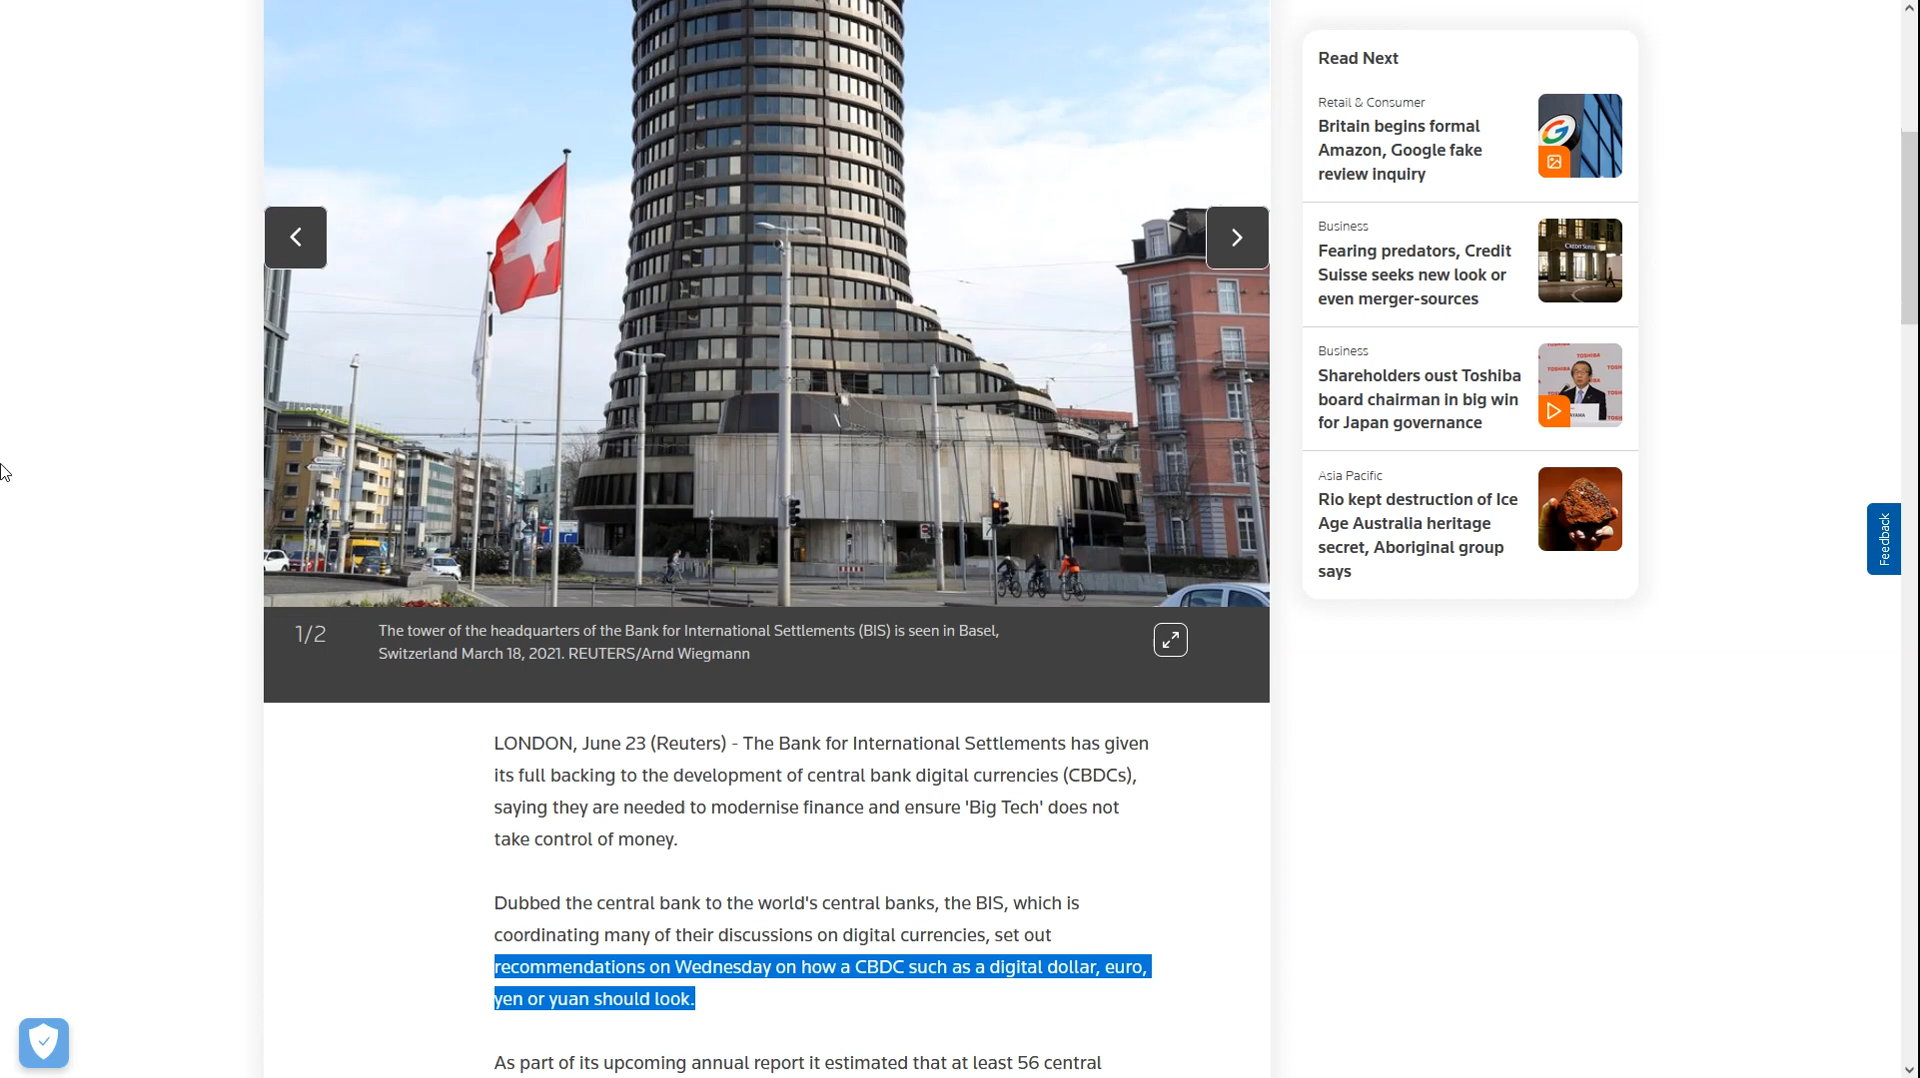 The tower of the headquarters of the Bank for International Settlements (BIS) is seen in Basel,
Switzerland March 18, 2021. REUTERS/Arnd Wiegmann
1/2
LONDON, June 23 (Reuters) - The Bank for International Settlements has given
its full backing to the development of central bank digital currencies (CBDCs),
saying they are needed to modernise finance and ensure 'Big Tech' does not
take control of money.
Dubbed the central bank to the world's central banks, the BIS, which is
coordinating many of their discussions on digital currencies, set out
recommendations on Wednesday on how a CBDC such as a digital dollar, euro,
yen or yuan should look.
As part of its upcoming annual report it estimated that at least 56 central
Read Next
Retail & Consumer
Britain begins formal
Amazon, Google fake
review inquiry
Business
Fearing predators, Credit
Suisse seeks new look or
even merger-sources
CREDIT SUISSE
Business
Shareholders oust Toshiba
board chairman in big win
for Japan governance
TOSHIBA
Asia Pacific
Rio kept destruction of Ice
Age Australia heritage
secret, Aboriginal group
says
Feedback